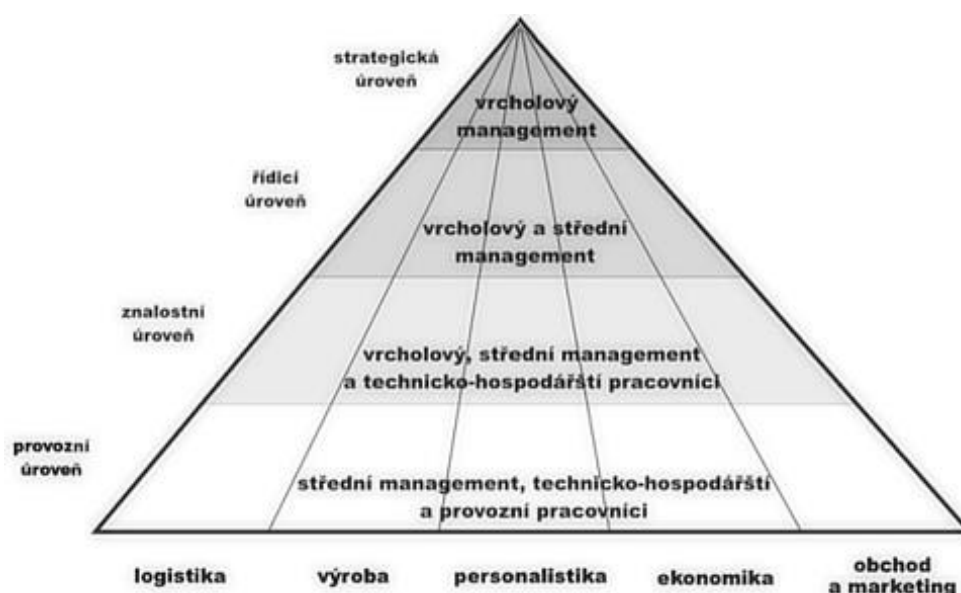 strategická
úroveň
vrcholový
management
řídicí
úroveň
vrcholový a střední
management
znalostní
úroveň
vrcholový, střední management
a technicko-hospodářští pracovníci
provozní
úroveň
střední management, technicko-hospodářští
a provozní pracovníci
logistika
výroba
personalistika
ekonomika
obchod
a marketing